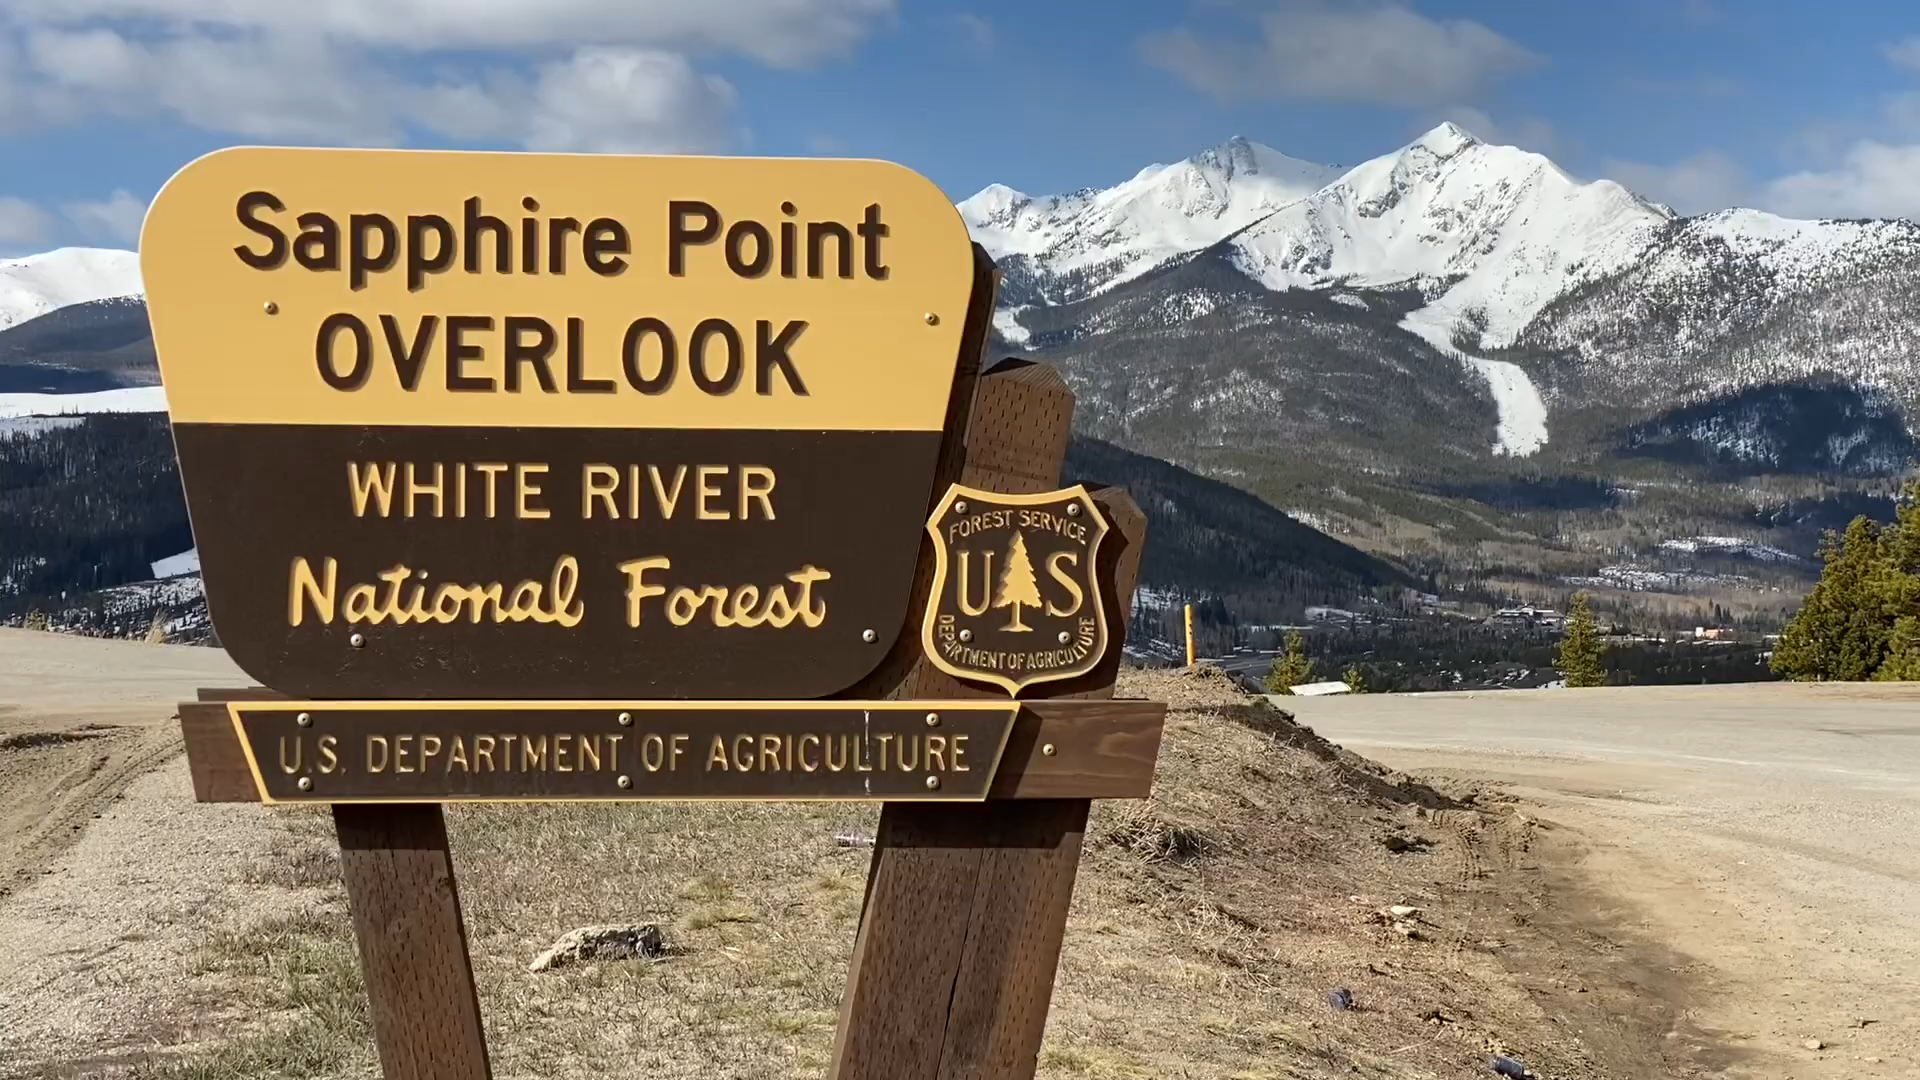 Sapphire Point
OVERLOOK
WHITE RIVER
National Forest
FOREST SERVICE
U S
DEPARTMENT OF AGRICULTURE
U.S. DEPARTMENT OF AGRICULTURE